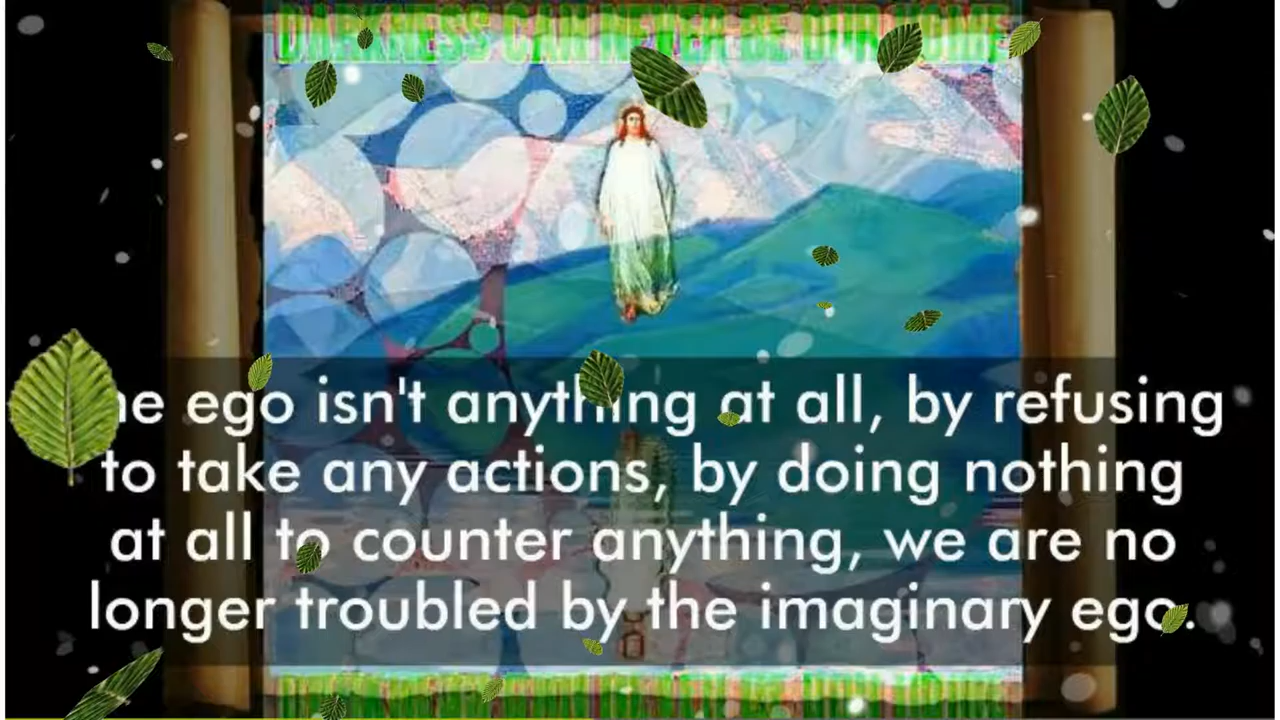 DARKNESS CAN NEVER BE OUR HOME
he ego isn't anything at all, by refusing
to take any actions, by doing nothing
at all to counter anything, we are no
longer troubled by the imaginary ego.